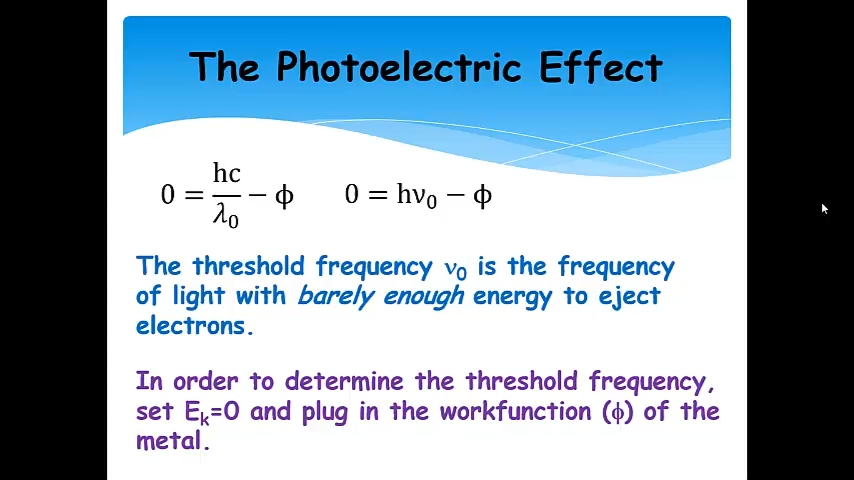 The Photoelectric Effect
0 = hc/λ₀ − ϕ    0 = hν₀ − ϕ
The threshold frequency ν₀ is the frequency
of light with barely enough energy to eject
electrons.
In order to determine the threshold frequency,
set Eₖ=0 and plug in the workfunction (ϕ) of the
metal.